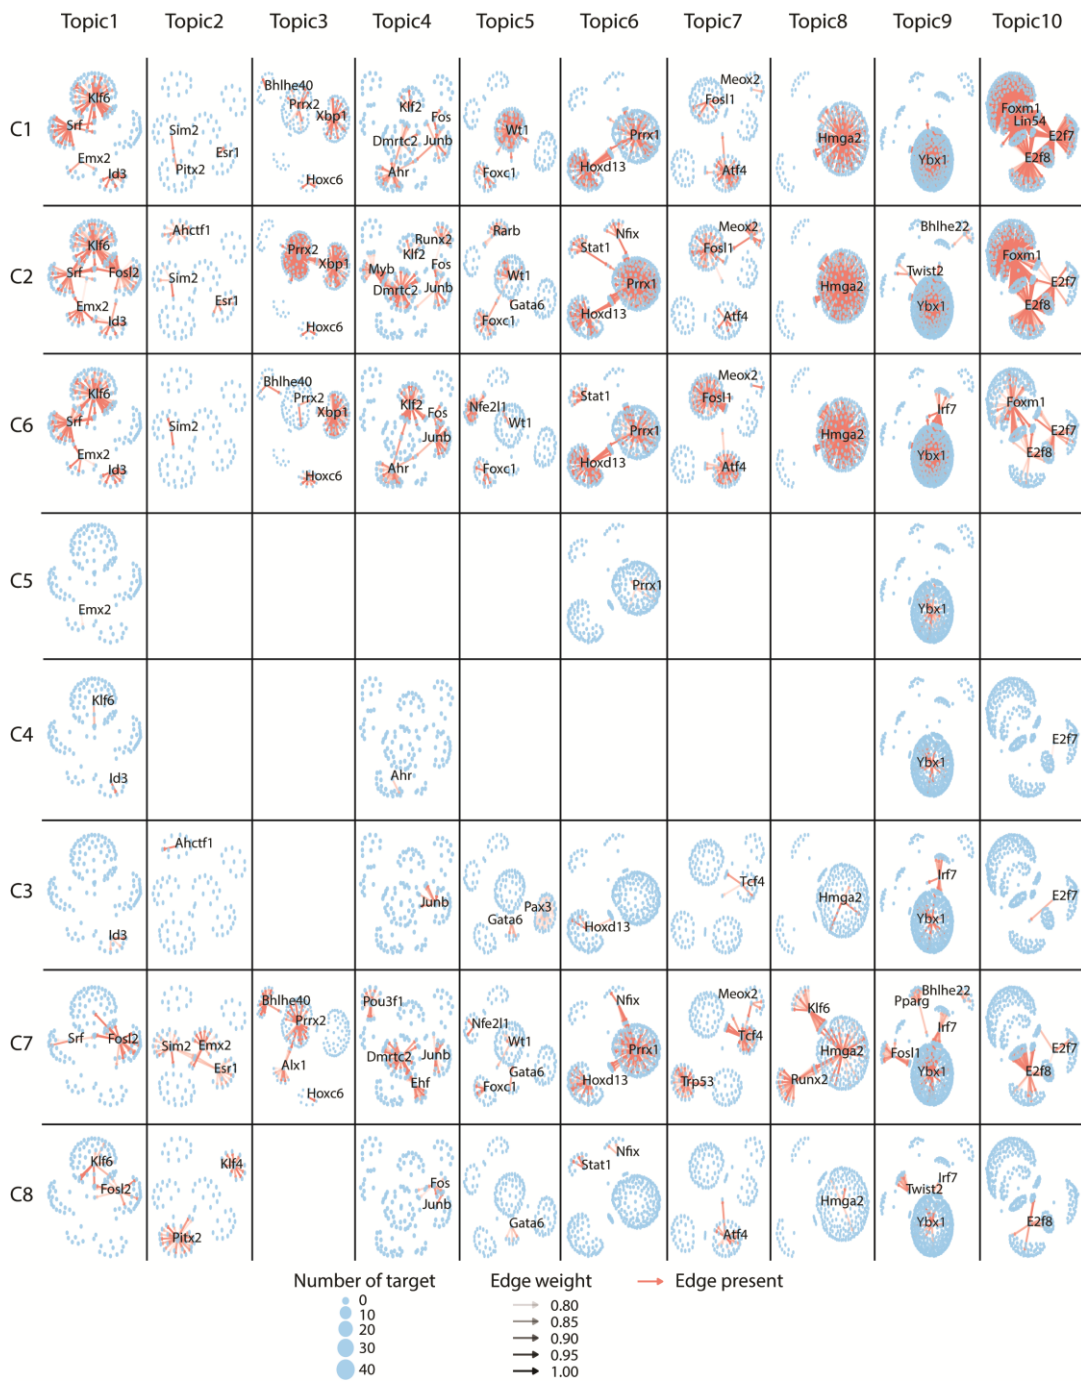 Topic1 Topic2 Topic3 Topic4 Topic5 Topic6 Topic7 Topic8 Topic9 Topic10
C1
Klf6
Srf
Emx2
Id3
Sim2
Esr1
Pitx2
Bhlhe40
Prrx2
Xbp1
Hoxc6
Klf2
Fos
Dmrtc2
Junb
Ahr
Wt1
Foxc1
Prrx1
Hoxd13
Meox2
Fosl1
Atf4
Hmga2
Ybx1
Foxm1
Lin54
E2f7
E2f8
C2
Klf6
Srf
Fosl2
Emx2
Id3
Ahctf1
Sim2
Esr1
Prrx2
Xbp1
Hoxc6
Runx2
Klf2
Myb
Fos
Dmrtc2
Junb
Rarb
Wt1
Gata6
Foxc1
Nfix
Stat1
Prrx1
Hoxd13
Meox2
Fosl1
Atf4
Hmga2
Bhlhe22
Twist2
Ybx1
Foxm1
E2f7
E2f8
C6
Klf6
Srf
Emx2
Id3
Sim2
Bhlhe40
Prrx2
Xbp1
Hoxc6
Klf2
Fos
Junb
Ahr
Nfe2l1
Wt1
Foxc1
Stat1
Prrx1
Hoxd13
Meox2
Fosl1
Atf4
Hmga2
Irf7
Ybx1
Foxm1
E2f7
E2f8
C5
Emx2
Prrx1
Ybx1
C4
Klf6
Id3
Ahr
Ybx1
E2f7
C3
Id3
Ahctf1
Junb
Pax3
Gata6
Hoxd13
Tcf4
Hmga2
Irf7
Ybx1
E2f7
C7
Srf
Fosl2
Sim2
Emx2
Esr1
Bhlhe40
Prrx2
Alx1
Hoxc6
Pou3f1
Dmrtc2
Junb
Ehf
Nfe2l1
Wt1
Gata6
Foxc1
Nfix
Prrx1
Hoxd13
Meox2
Tcf4
Trp53
Klf6
Hmga2
Runx2
Bhlhe22
Pparg
Irf7
Fosl1
Ybx1
E2f7
E2f8
C8
Klf6
Fosl2
Klf4
Pitx2
Fos
Junb
Gata6
Nfix
Stat1
Atf4
Hmga2
Irf7
Twist2
Ybx1
E2f8
Number of target Edge weight Edge present
0
10
20
30
40
0.80
0.85
0.90
0.95
1.00